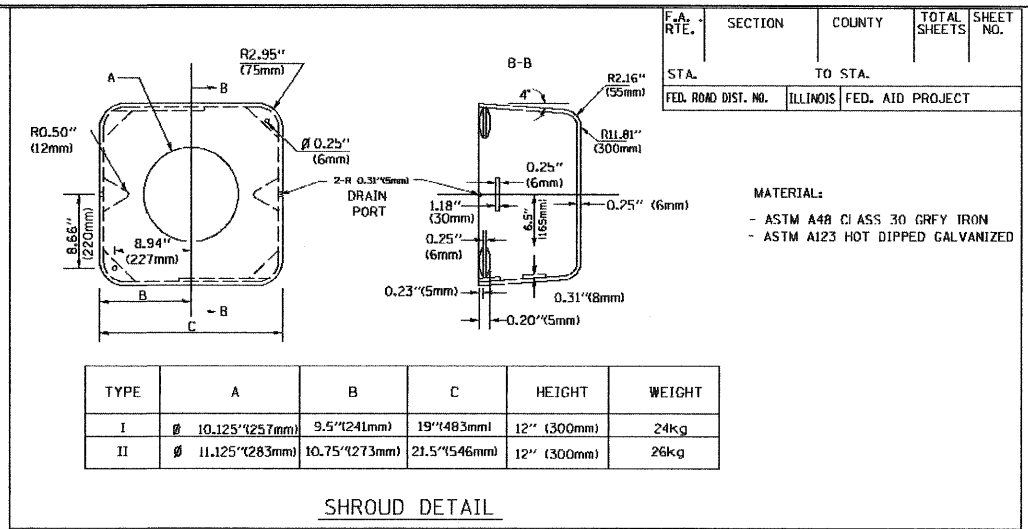 F.A. RTE.
SECTION
COUNTY
TOTAL SHEETS
SHEET NO.
STA.
TO STA.
FED. ROAD DIST. NO.
ILLINOIS
FED. AID PROJECT
A
R2.95"
(75mm)
B
B-B
R2.16"
(55mm)
4°
R0.50"
(12mm)
Ø 0.25"
(6mm)
R11.81"
(300mm)
2-R 0.31"(5mm)
DRAIN
PORT
0.25"
(6mm)
1.18"
(30mm)
6.5"
(165mm)
0.25" (6mm)
8.66"
(220mm)
8.94"
(227mm)
0.25"
(6mm)
0.23"(5mm)
0.31"(8mm)
0.20"(5mm)
B
B
C
MATERIAL:
- ASTM A48 CLASS 30 GREY IRON
- ASTM A123 HOT DIPPED GALVANIZED
TYPE A B C HEIGHT WEIGHT
I Ø 10.125"(257mm) 9.5"(241mm) 19"(483mm) 12" (300mm) 24kg
II Ø 11.125"(283mm) 10.75"(273mm) 21.5"(546mm) 12" (300mm) 26kg
SHROUD DETAIL